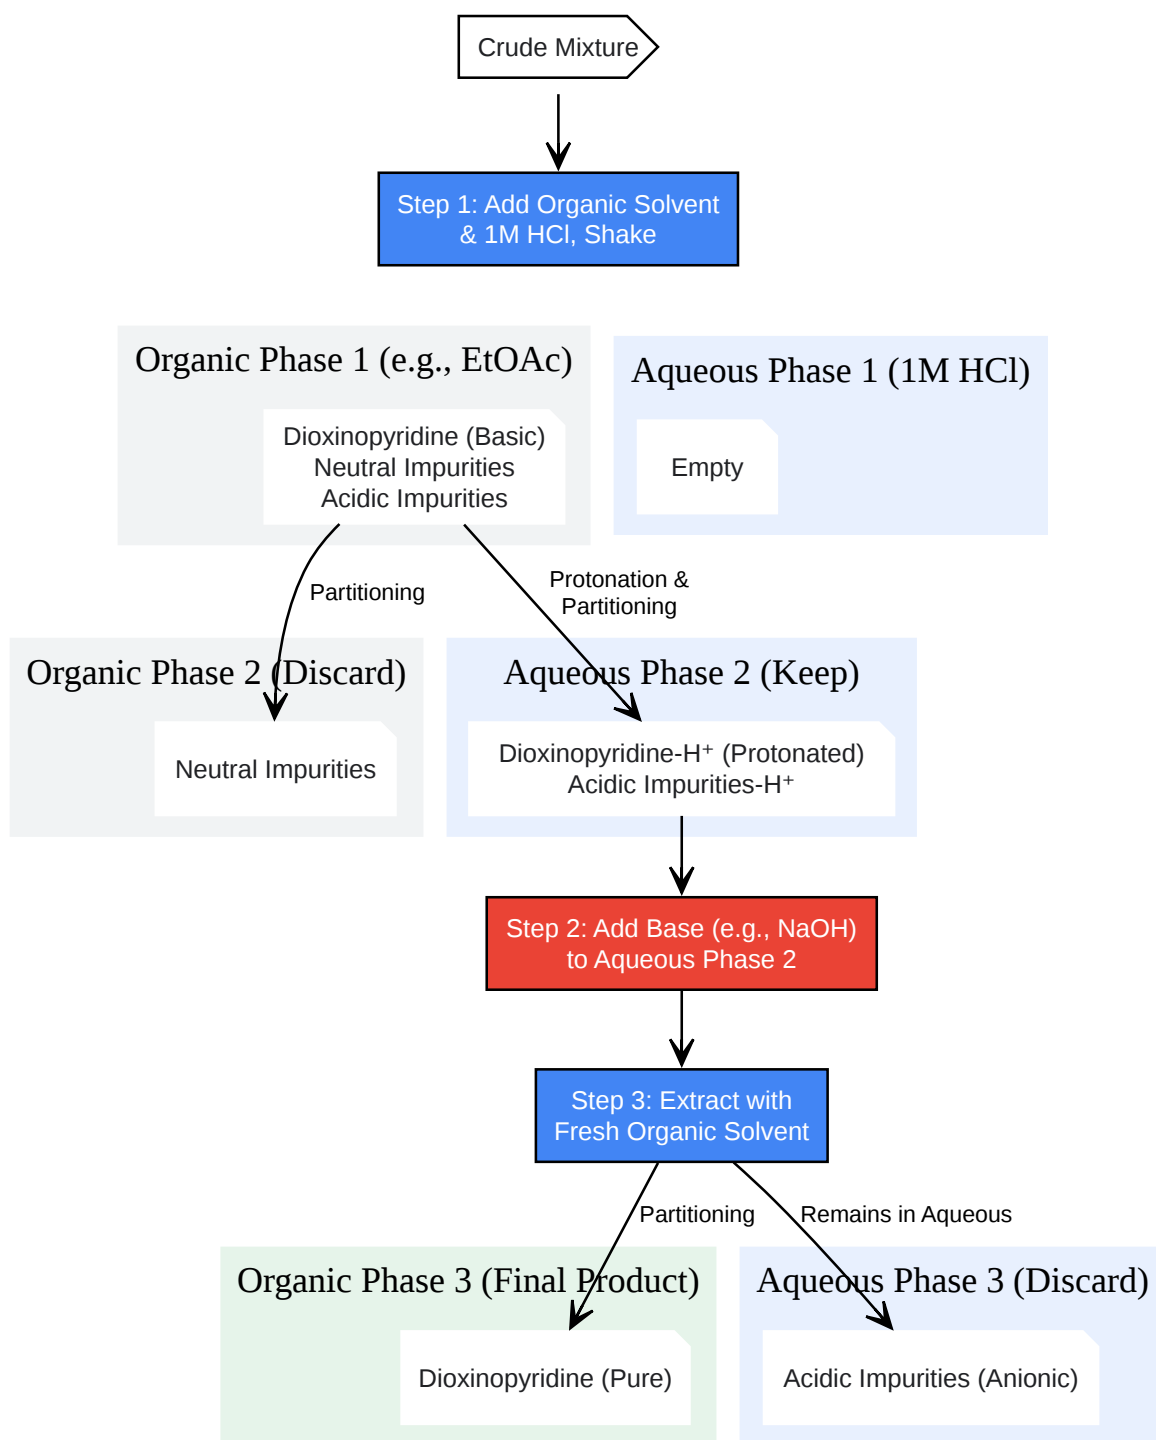 Crude Mixture
Step 1: Add Organic Solvent
& 1M HCl, Shake
Organic Phase 1 (e.g., EtOAc)
Dioxinopyridine (Basic)
Neutral Impurities
Acidic Impurities
Aqueous Phase 1 (1M HCl)
Empty
Partitioning
Protonation &
Partitioning
Organic Phase 2 (Discard)
Neutral Impurities
Aqueous Phase 2 (Keep)
Dioxinopyridine-H⁺ (Protonated)
Acidic Impurities-H⁺
Step 2: Add Base (e.g., NaOH)
to Aqueous Phase 2
Step 3: Extract with
Fresh Organic Solvent
Partitioning
Remains in Aqueous
Organic Phase 3 (Final Product)
Dioxinopyridine (Pure)
Aqueous Phase 3 (Discard)
Acidic Impurities (Anionic)